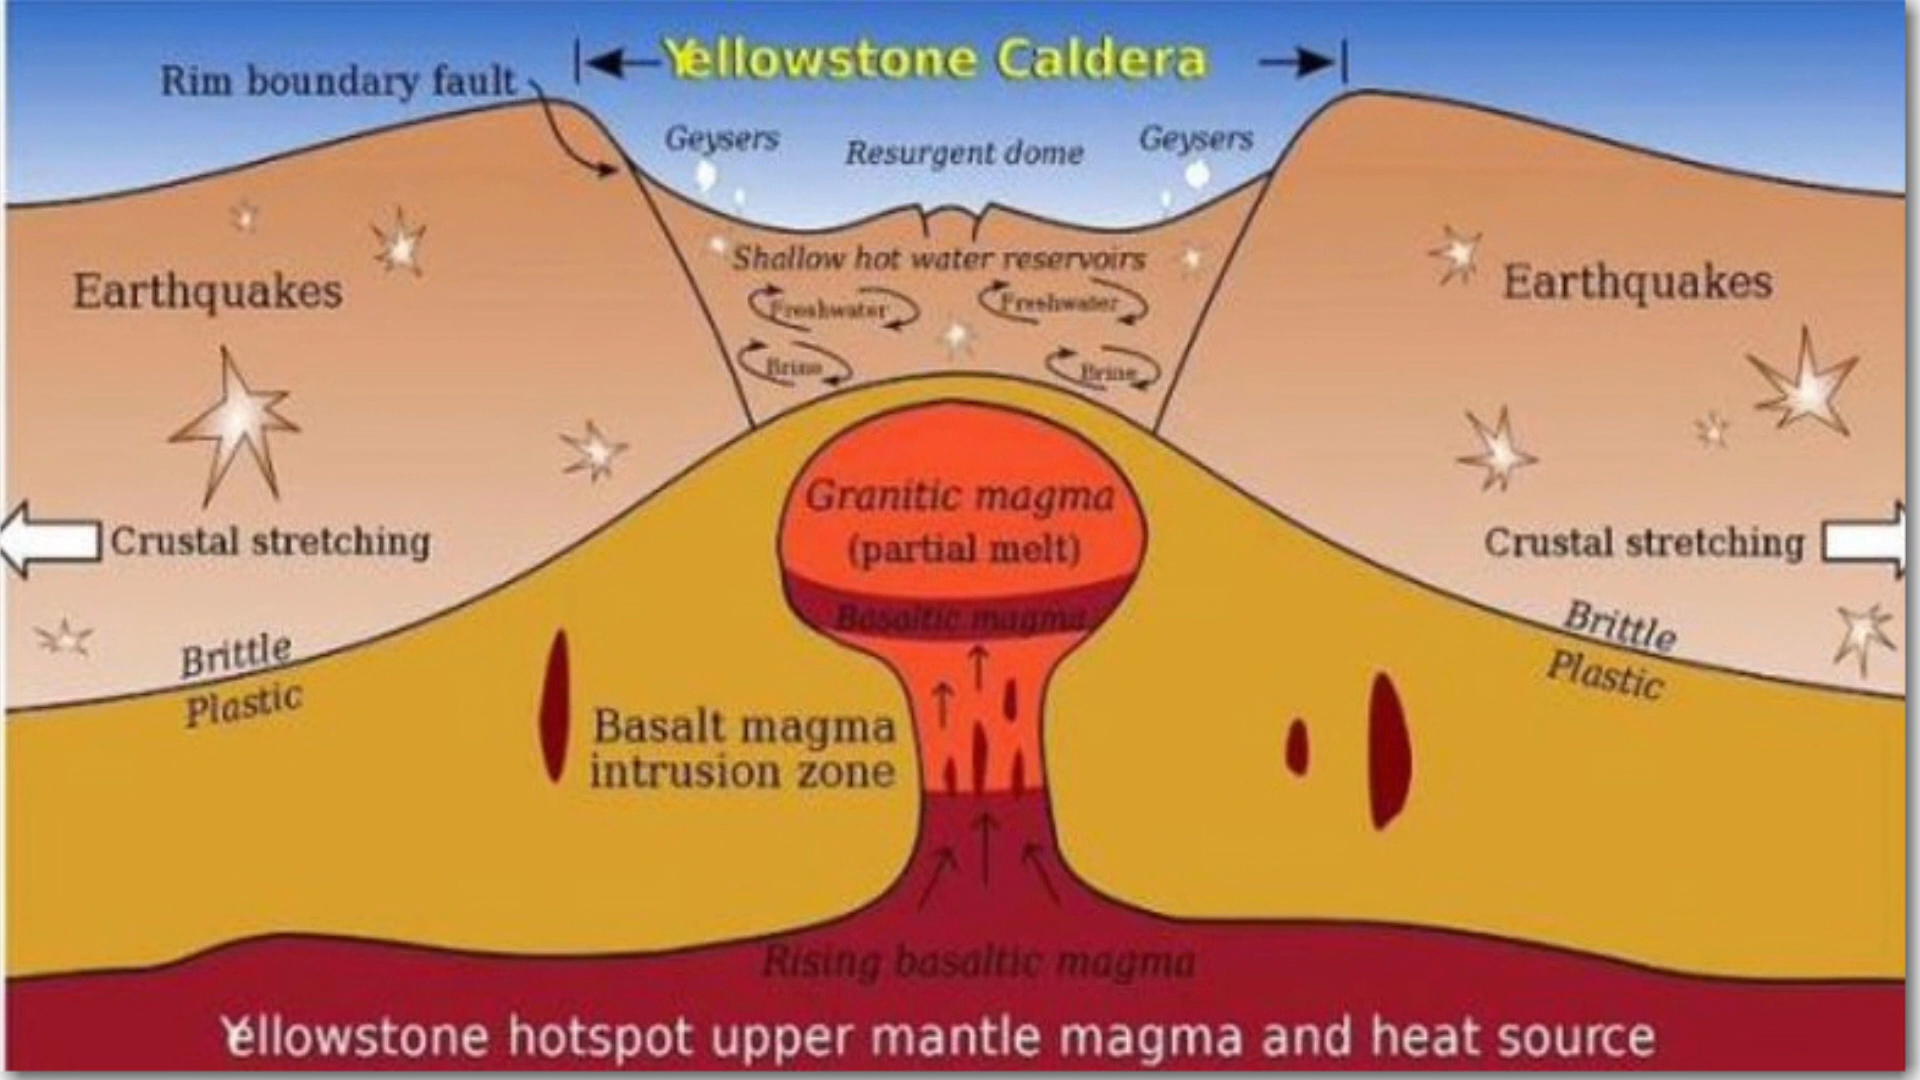 Yellowstone Caldera
Rim boundary fault
Geysers
Resurgent dome
Geysers
Shallow hot water reservoirs
Freshwater
Freshwater
Brine
Brine
Earthquakes
Earthquakes
Granitic magma
(partial melt)
Basaltic magma
Crustal stretching
Crustal stretching
Brittle
Plastic
Brittle
Plastic
Basalt magma
intrusion zone
Rising basaltic magma
Yellowstone hotspot upper mantle magma and heat source